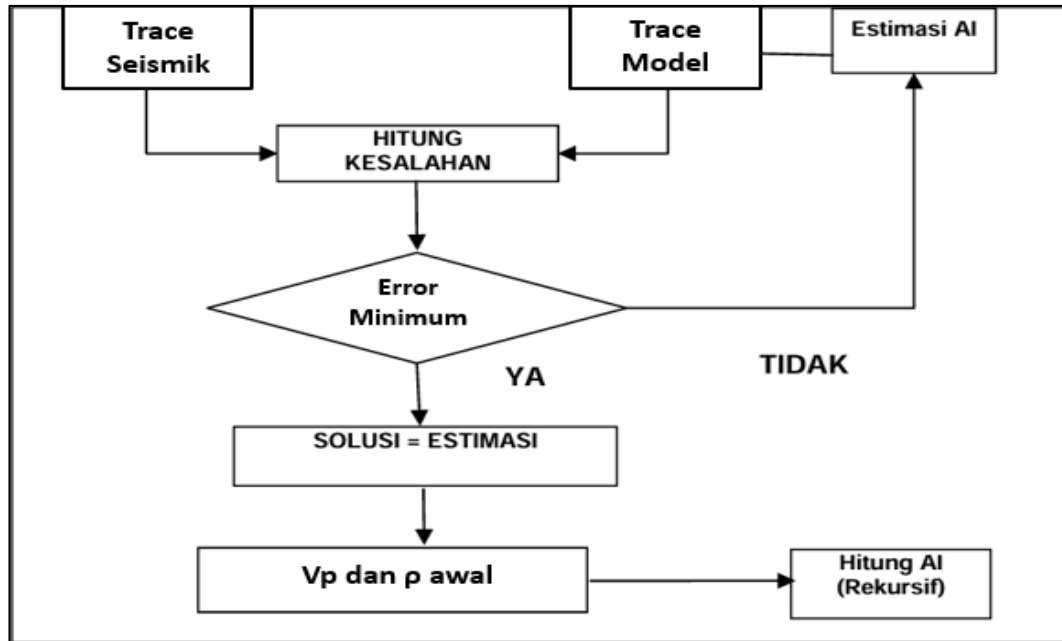 Trace
Seismik
Trace
Model
Estimasi AI
HITUNG
KESALAHAN
Error
Minimum
YA
TIDAK
SOLUSI = ESTIMASI
Vp dan ρ awal
Hitung AI
(Rekursif)